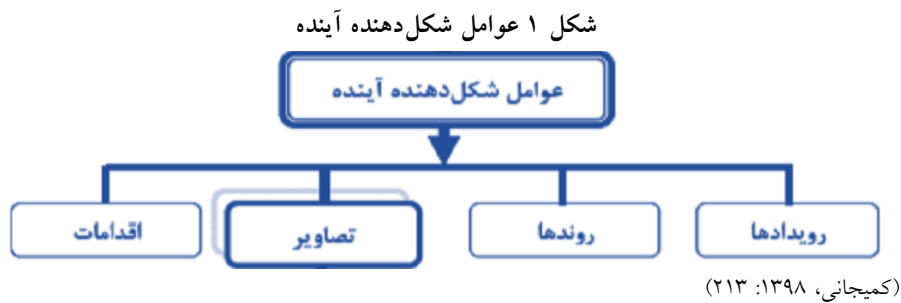 شکل ۱ عوامل شکل‌دهنده آینده
عوامل شکل‌دهنده آینده
رویدادها
روندها
تصاویر
اقدامات
(کمیجانی، ۱۳۹۸: ۲۱۳)